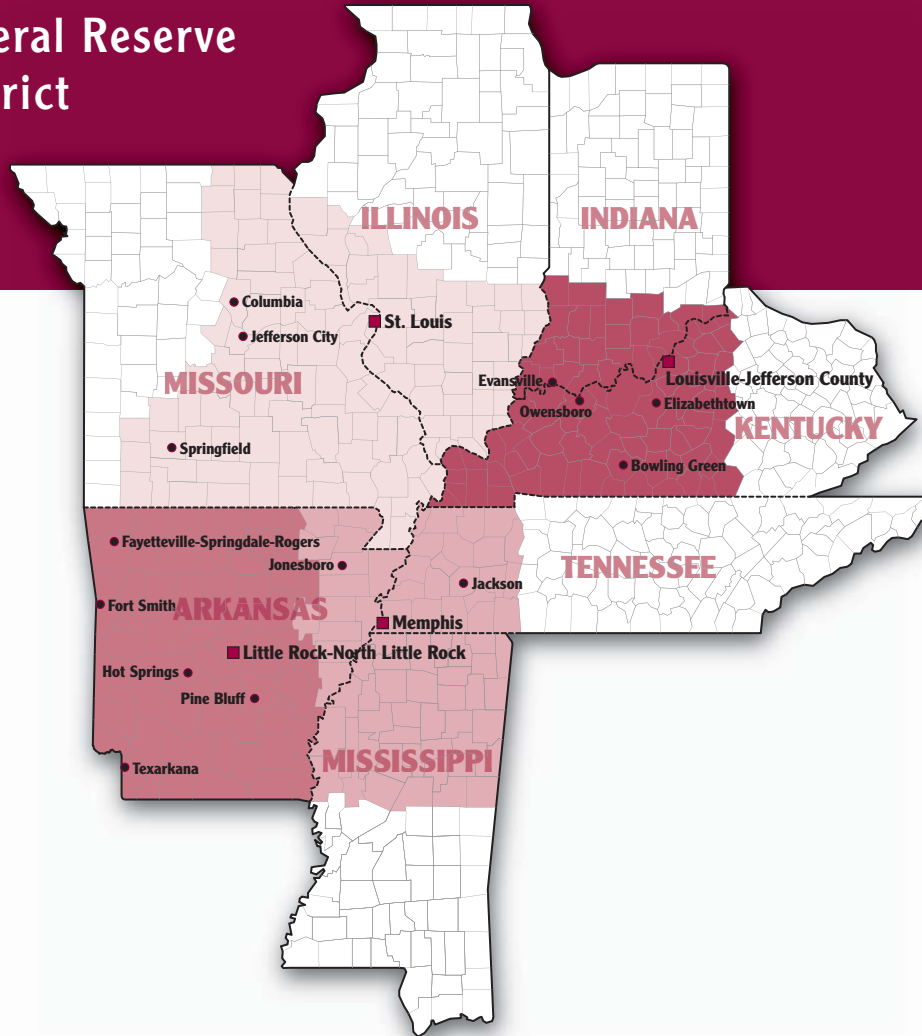 eral Reserve
trict
ILLINOIS
INDIANA
Columbia
St. Louis
Jefferson City
MISSOURI
Evansville
Louisville-Jefferson County
Owensboro
Elizabethtown
KENTUCKY
Springfield
Bowling Green
Fayetteville-Springdale-Rogers
Jonesboro
TENNESSEE
Jackson
Fort Smith
ARKANSAS
Memphis
Little Rock-North Little Rock
Hot Springs
Pine Bluff
MISSISSIPPI
Texarkana